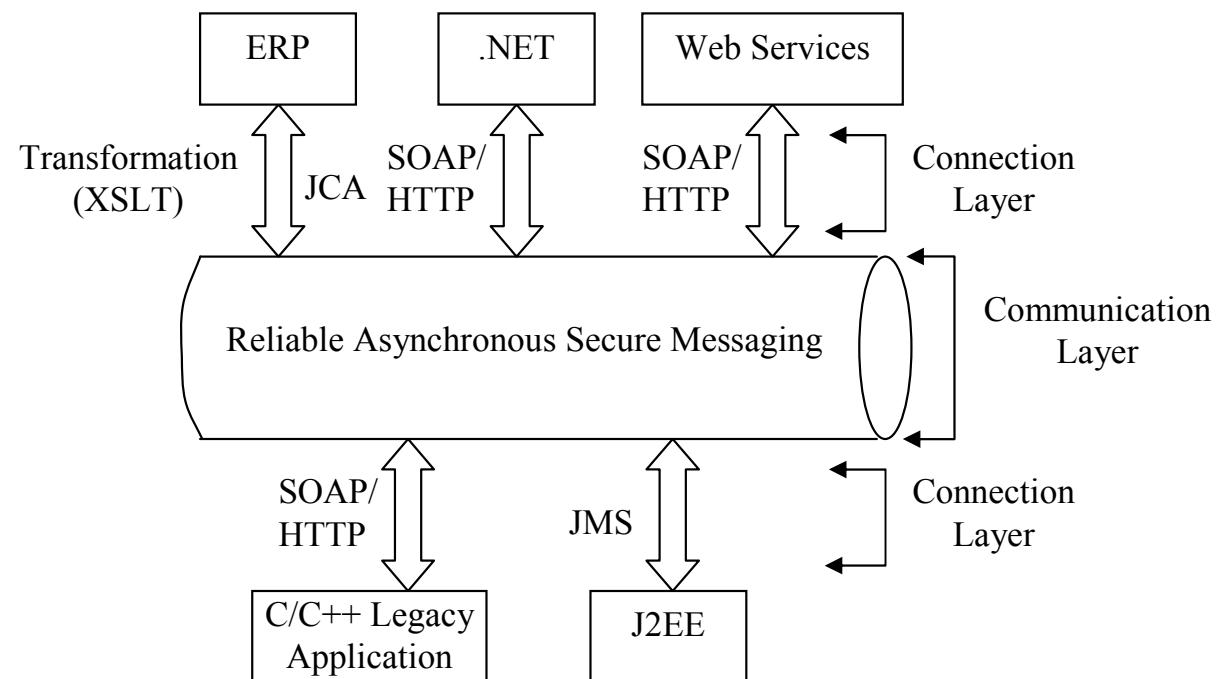 ERP
.NET
Web Services
Transformation
(XSLT)
JCA
SOAP/
HTTP
SOAP/
HTTP
Connection
Layer
Reliable Asynchronous Secure Messaging
Communication
Layer
SOAP/
HTTP
JMS
Connection
Layer
C/C++ Legacy
Application
J2EE